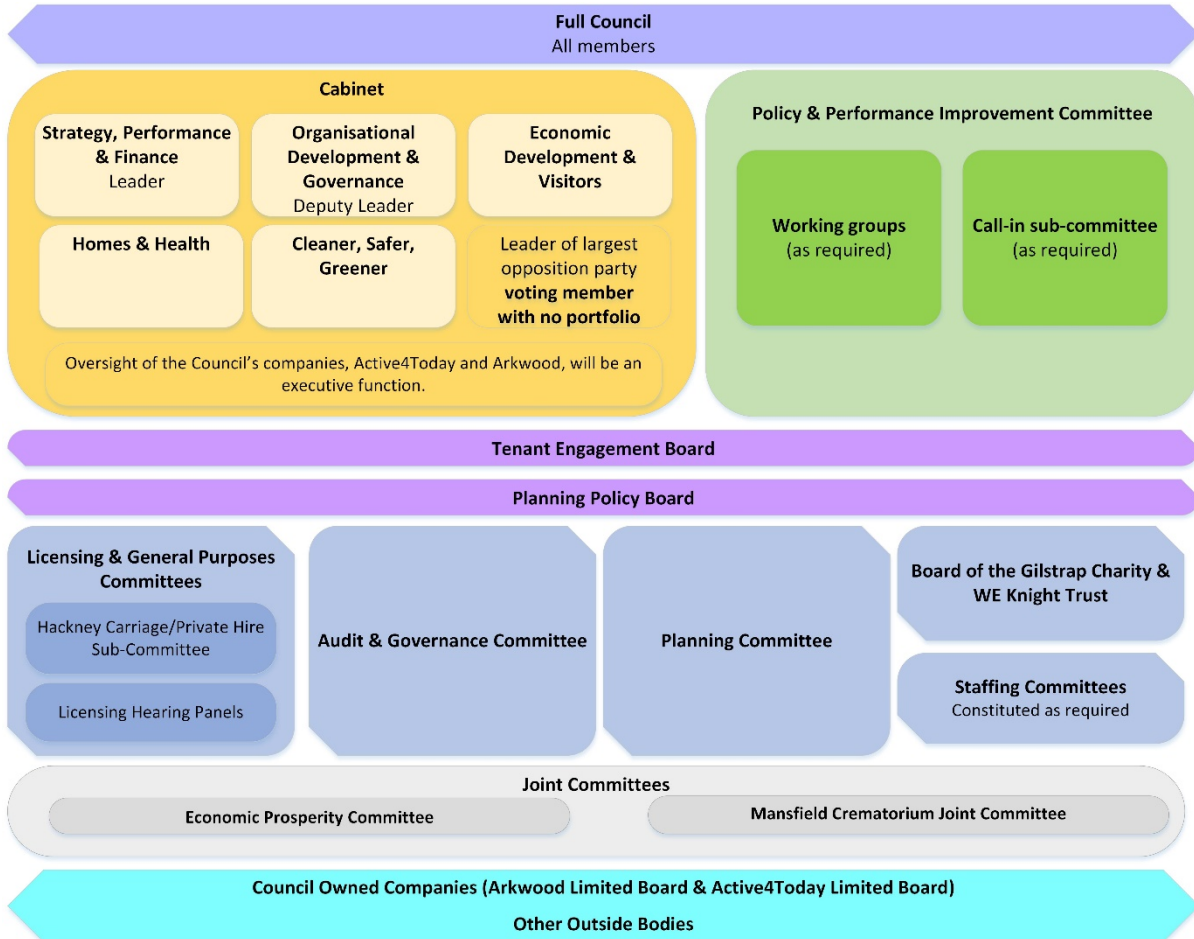 Full Council
All members
Cabinet
Strategy, Performance
& Finance
Leader
Organisational
Development &
Governance
Deputy Leader
Economic
Development &
Visitors
Homes & Health
Cleaner, Safer,
Greener
Leader of largest
opposition party
voting member
with no portfolio
Oversight of the Council’s companies, Active4Today and Arkwood, will be an
executive function.
Policy & Performance Improvement Committee
Working groups
(as required)
Call-in sub-committee
(as required)
Tenant Engagement Board
Planning Policy Board
Licensing & General Purposes
Committees
Hackney Carriage/Private Hire
Sub-Committee
Licensing Hearing Panels
Audit & Governance Committee
Planning Committee
Board of the Gilstrap Charity &
WE Knight Trust
Staffing Committees
Constituted as required
Joint Committees
Economic Prosperity Committee
Mansfield Crematorium Joint Committee
Council Owned Companies (Arkwood Limited Board & Active4Today Limited Board)
Other Outside Bodies